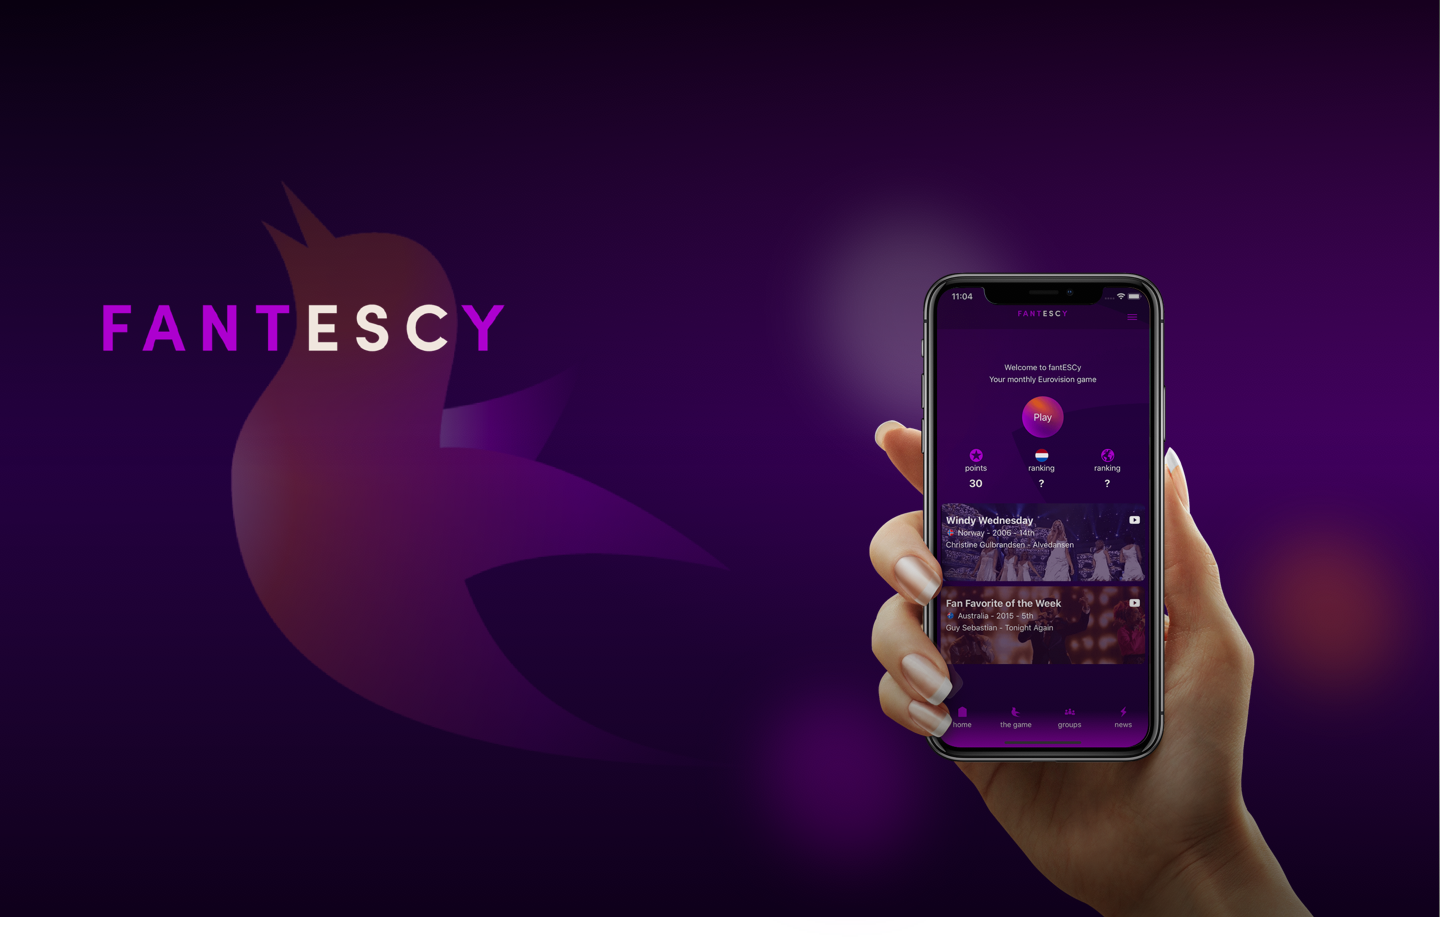 FANTESCY
11:04
FANTESCY
Welcome to fantESCy
Your monthly Eurovision game
Play
points
ranking
ranking
30
?
?
Windy Wednesday
Norway - 2006 - 14th
Christine Gulbrandsen - Alvedansen
Fan Favorite of the Week
Australia - 2015 - 5th
Guy Sebastian - Tonight Again
home
the game
groups
news